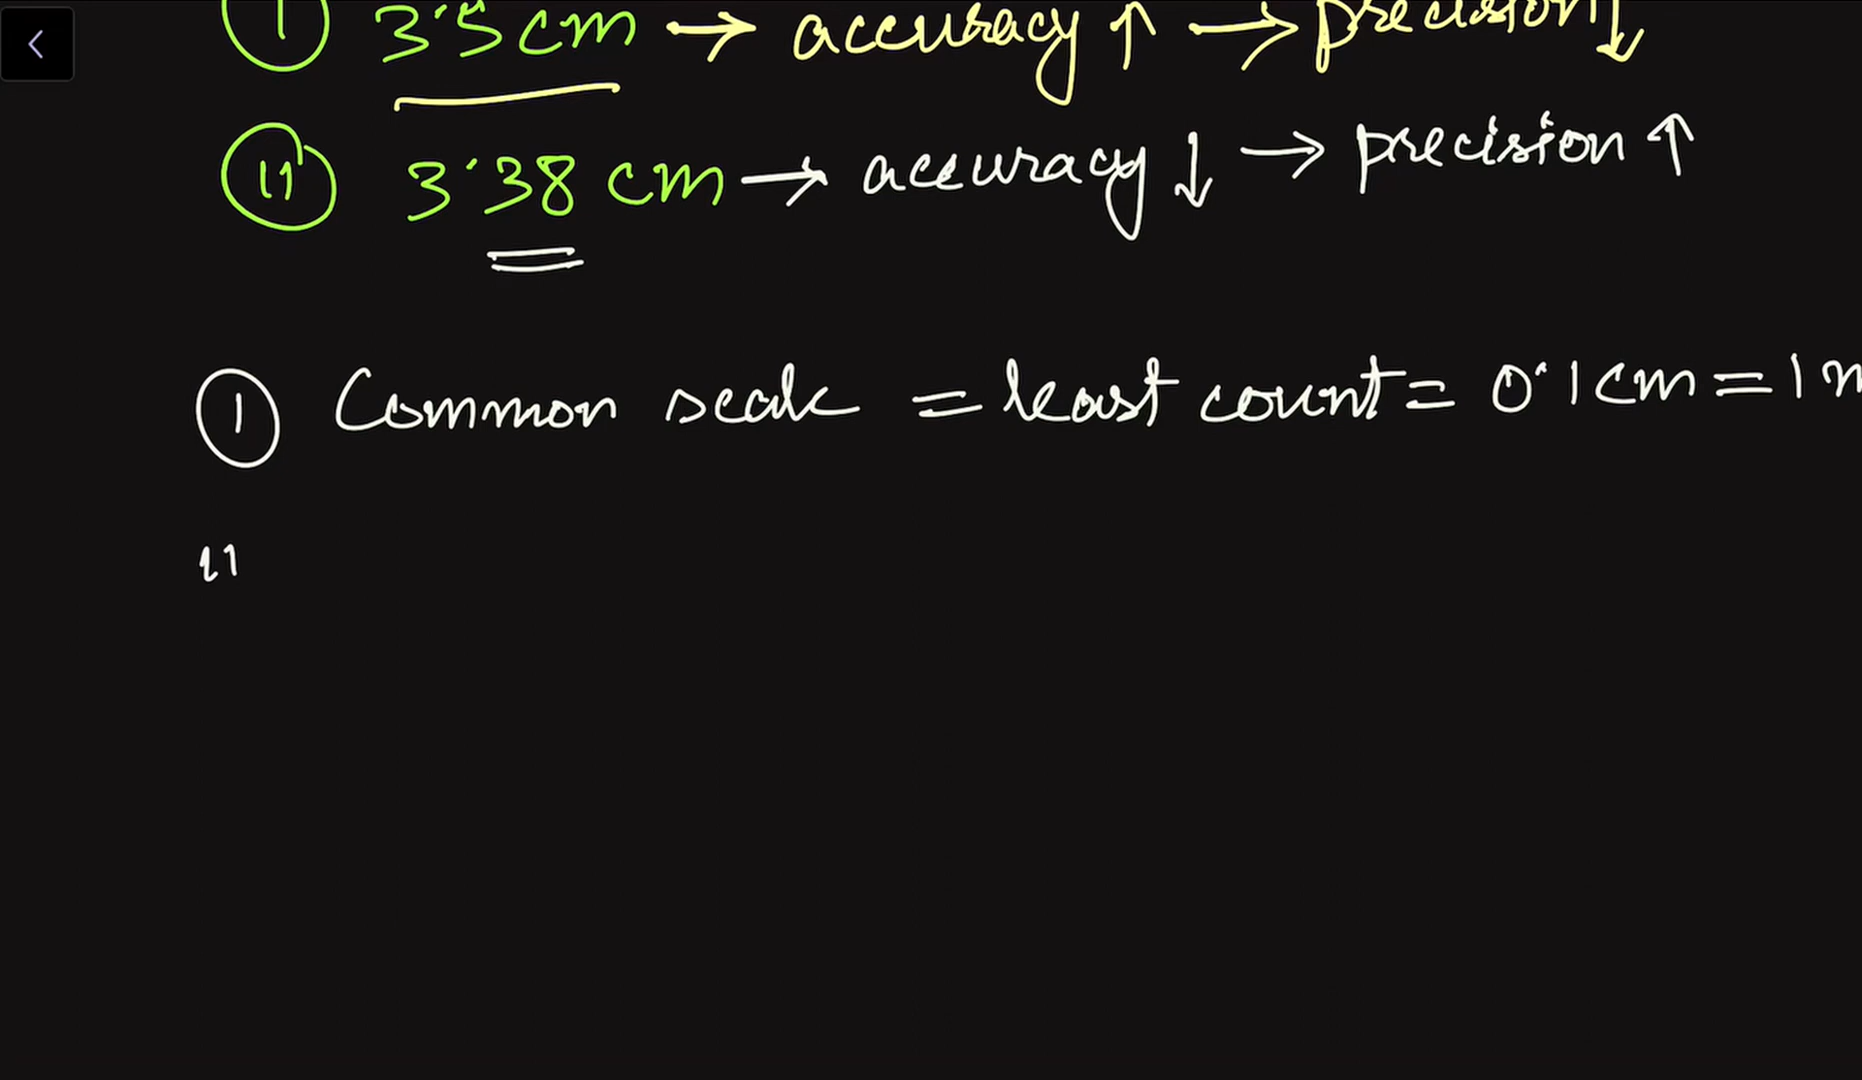 (I) 3.5 cm → accuracy ↑ → precision ↓
(II) 3.38 cm → accuracy ↓ → precision ↑
(1) Common scale = least count = 0.1 cm = 1 m
II